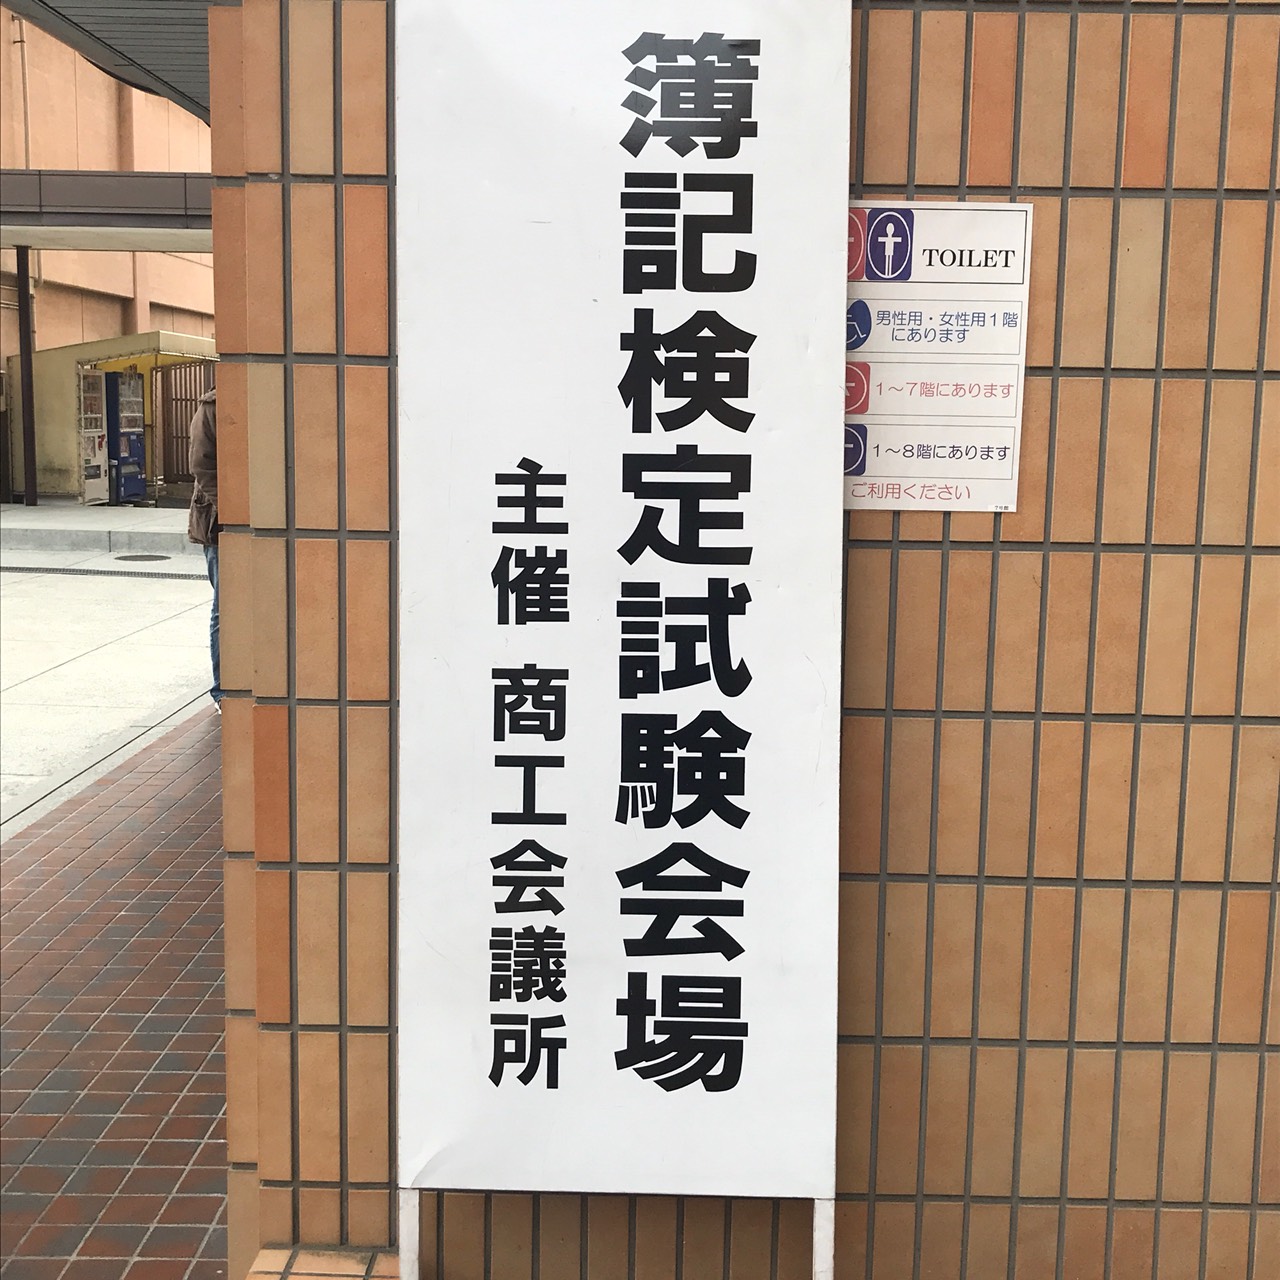 簿記検定試験会場
主催 商工会議所
TOILET
男性用・女性用1階
にあります
1～7階にあります
1～8階にあります
ご利用ください